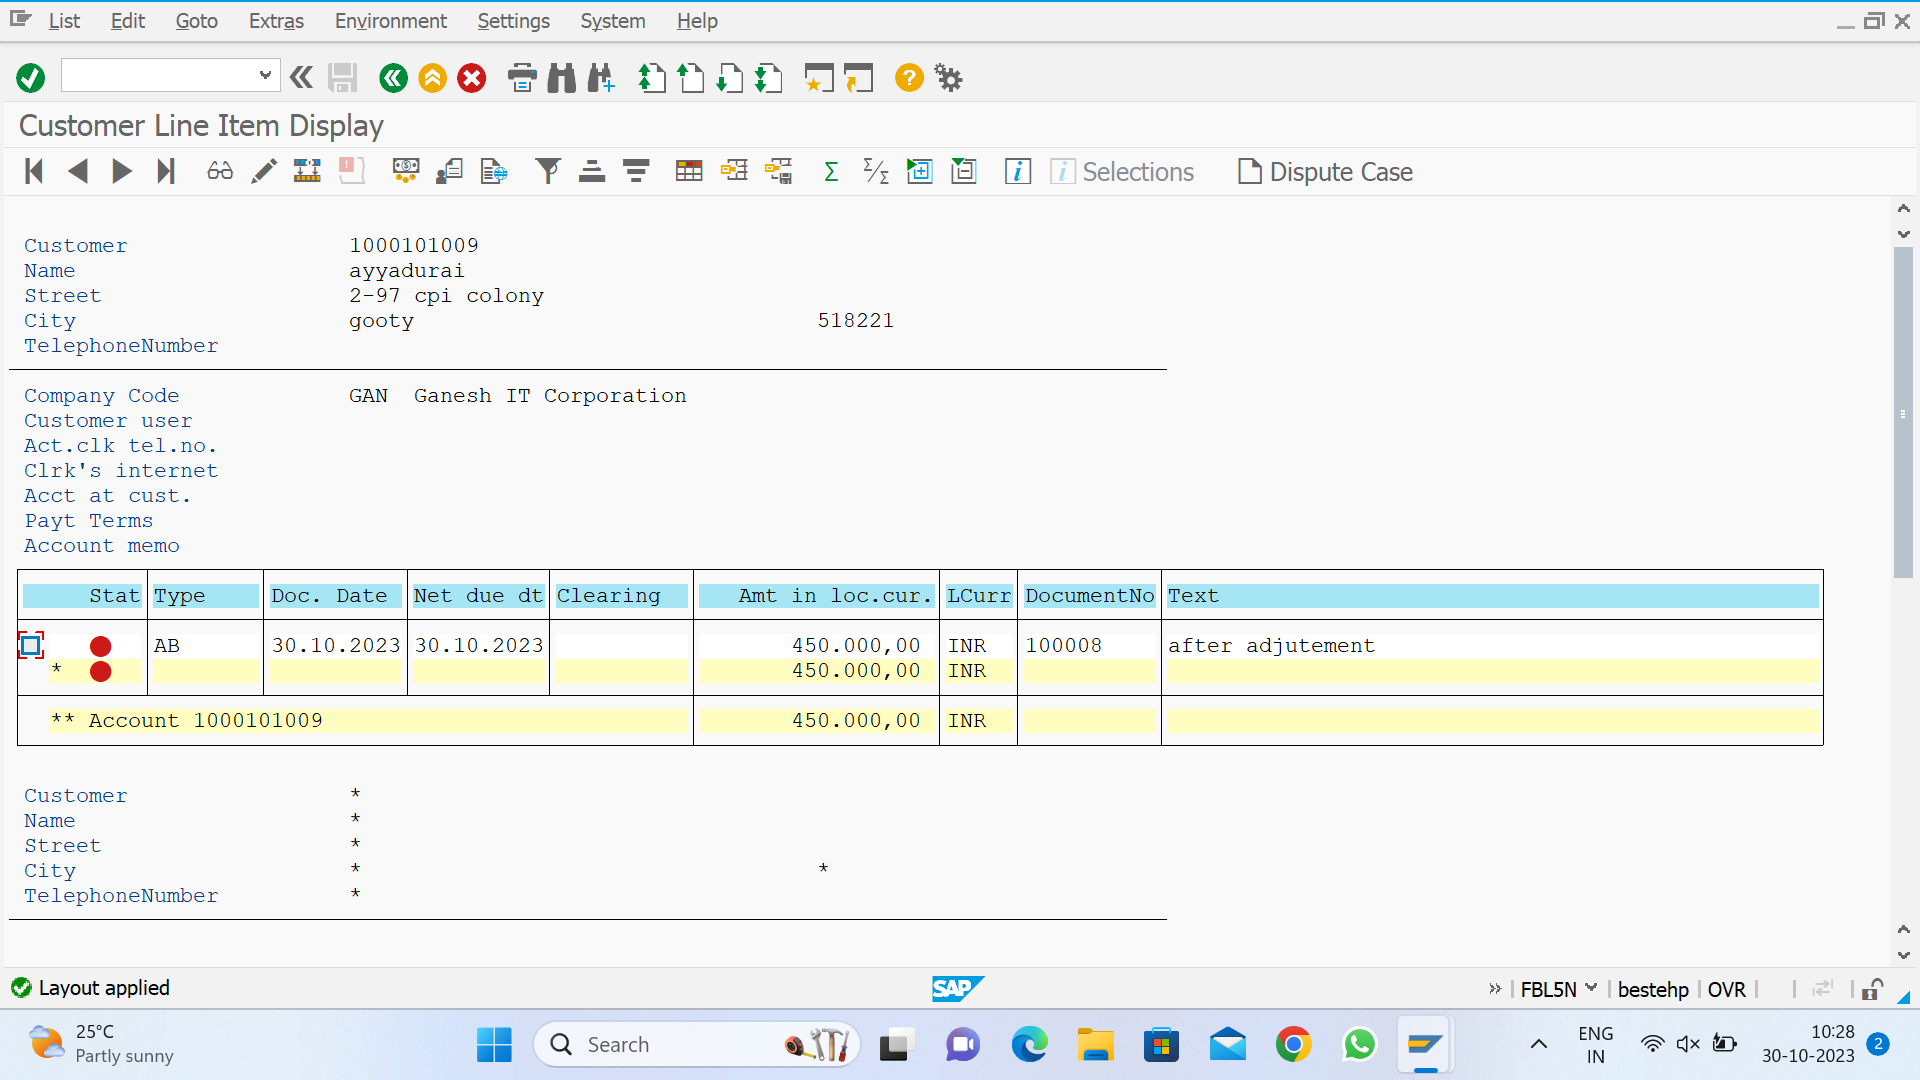 List Edit Goto Extras Environment Settings System Help
Customer Line Item Display
Selections Dispute Case
Customer 1000101009
Name ayyadurai
Street 2-97 cpi colony
City gooty 518221
TelephoneNumber
Company Code GAN Ganesh IT Corporation
Customer user
Act.clk tel.no.
Clrk's internet
Acct at cust.
Payt Terms
Account memo
Stat Type Doc. Date Net due dt Clearing Amt in loc.cur. LCurr DocumentNo Text
AB 30.10.2023 30.10.2023 450.000,00 INR 100008 after adjutement
* 450.000,00 INR
** Account 1000101009 450.000,00 INR
Customer *
Name *
Street *
City * *
TelephoneNumber *
Layout applied SAP FBL5N bestehp OVR
25°C
Partly sunny
Search
ENG
IN
10:28
30-10-2023
2